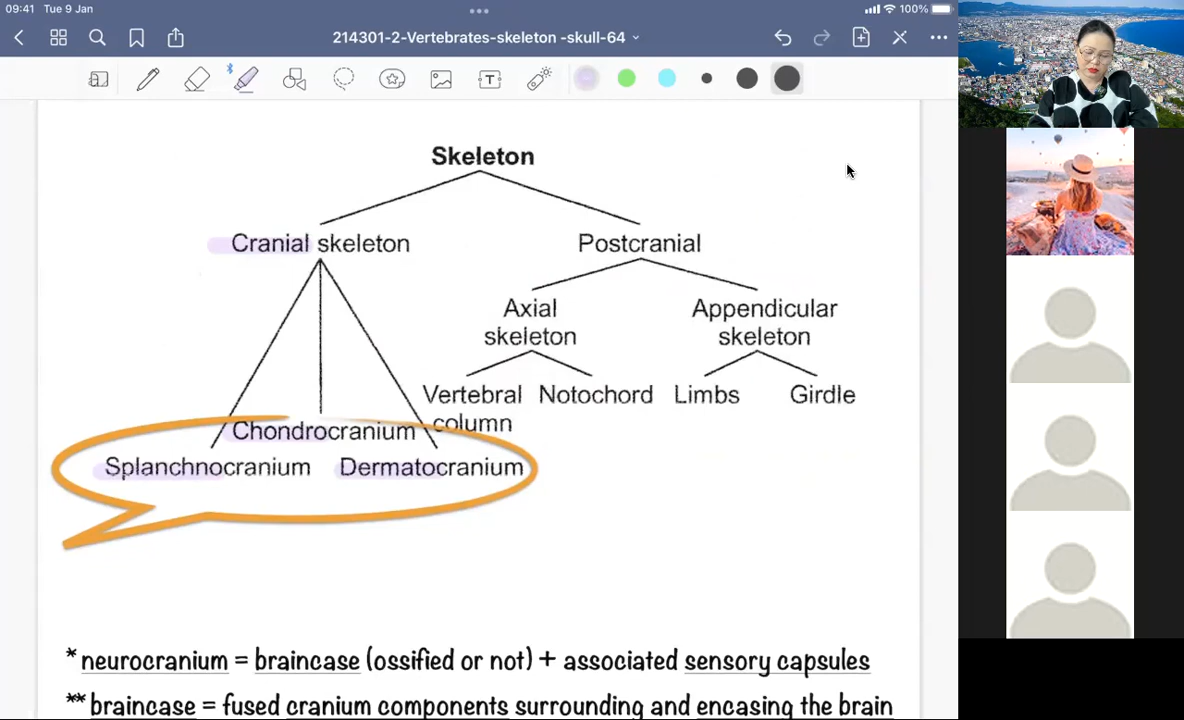 09:41 Tue 9 Jan
100%
214301-2-Vertebrates-skeleton -skull-64
T
Skeleton
Cranial skeleton
Postcranial
Axial
skeleton
Appendicular
skeleton
Vertebral
column
Notochord
Limbs
Girdle
Chondrocranium
Splanchnocranium
Dermatocranium
* neurocranium = braincase (ossified or not) + associated sensory capsules
** braincase = fused cranium components surrounding and encasing the brain